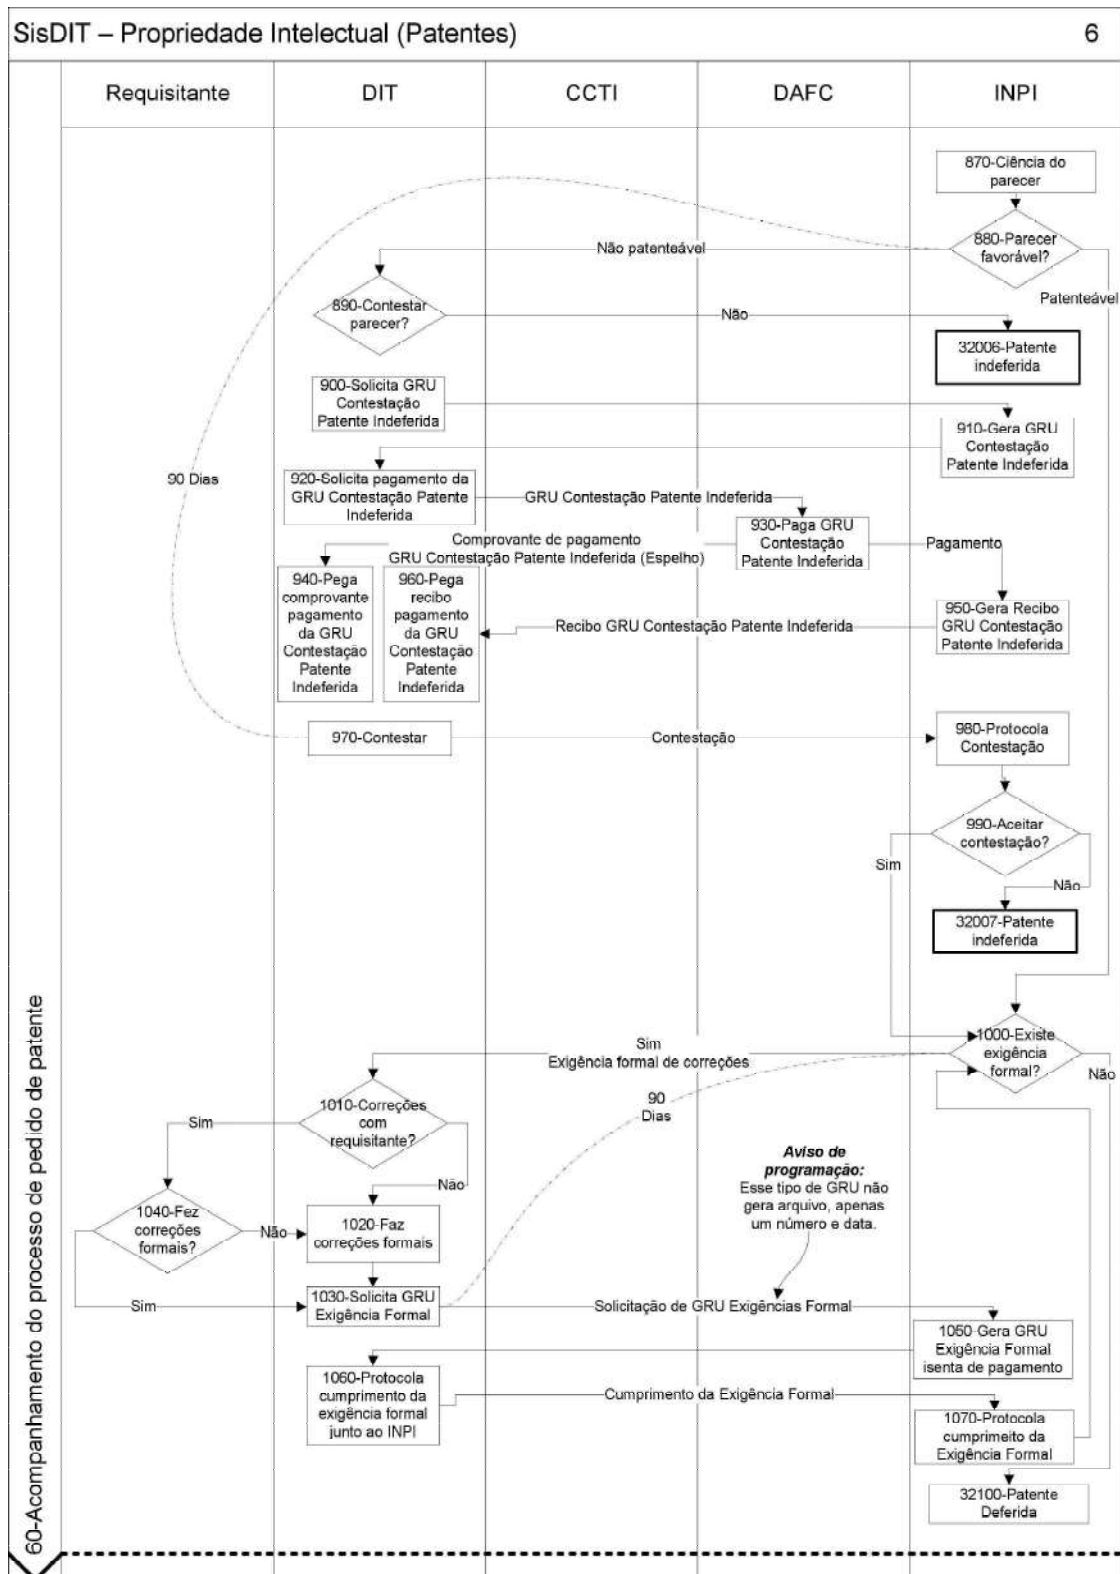 SisDIT – Propriedade Intelectual (Patentes)
6
Requisitante
DIT
CCTI
DAFC
INPI
870-Ciência do
parecer
880-Parecer
favorável?
Não patenteável
Patenteável
890-Contestar
parecer?
Não
32006-Patente
indeferida
900-Solicita GRU
Contestação
Patente Indeferida
910-Gera GRU
Contestação
Patente Indeferida
90 Dias
920-Solicita pagamento da
GRU Contestação Patente
Indeferida
GRU Contestação Patente Indeferida
930-Paga GRU
Contestação
Patente Indeferida
Comprovante de pagamento
GRU Contestação Patente Indeferida (Espelho)
Pagamento
940-Pega
comprovante
pagamento
da GRU
Contestação
Patente
Indeferida
960-Pega
recibo
pagamento
da GRU
Contestação
Patente
Indeferida
Recibo GRU Contestação Patente Indeferida
950-Gera Recibo
GRU Contestação
Patente Indeferida
970-Contestar
Contestação
980-Protocola
Contestação
990-Aceitar
contestação?
Sim
Não
32007-Patente
indeferida
1000-Existe
exigência
formal?
Sim
Exigência formal de correções
Não
90
Dias
1010-Correções
com
requisitante?
Sim
Não
Aviso de
programação:
Esse tipo de GRU não
gera arquivo, apenas
um número e data.
1040-Fez
correções
formais?
Não
1020-Faz
correções formais
Sim
1030-Solicita GRU
Exigência Formal
Solicitação de GRU Exigências Formal
1050-Gera GRU
Exigência Formal
isenta de pagamento
1060-Protocola
cumprimento da
exigência formal
junto ao INPI
Cumprimento da Exigência Formal
1070-Protocola
cumprimeito da
Exigência Formal
32100-Patente
Deferida
60-Acompanhamento do processo de pedido de patente